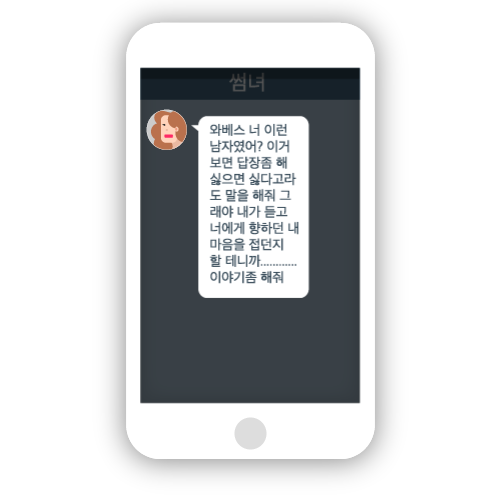 썸녀
와베스 너 이런
남자였어? 이거
보면 답장좀 해
싫으면 싫다고라
도 말을 해줘 그
래야 내가 듣고
너에게 향하던 내
마음을 접던지
할 테니까............
이야기좀 해줘